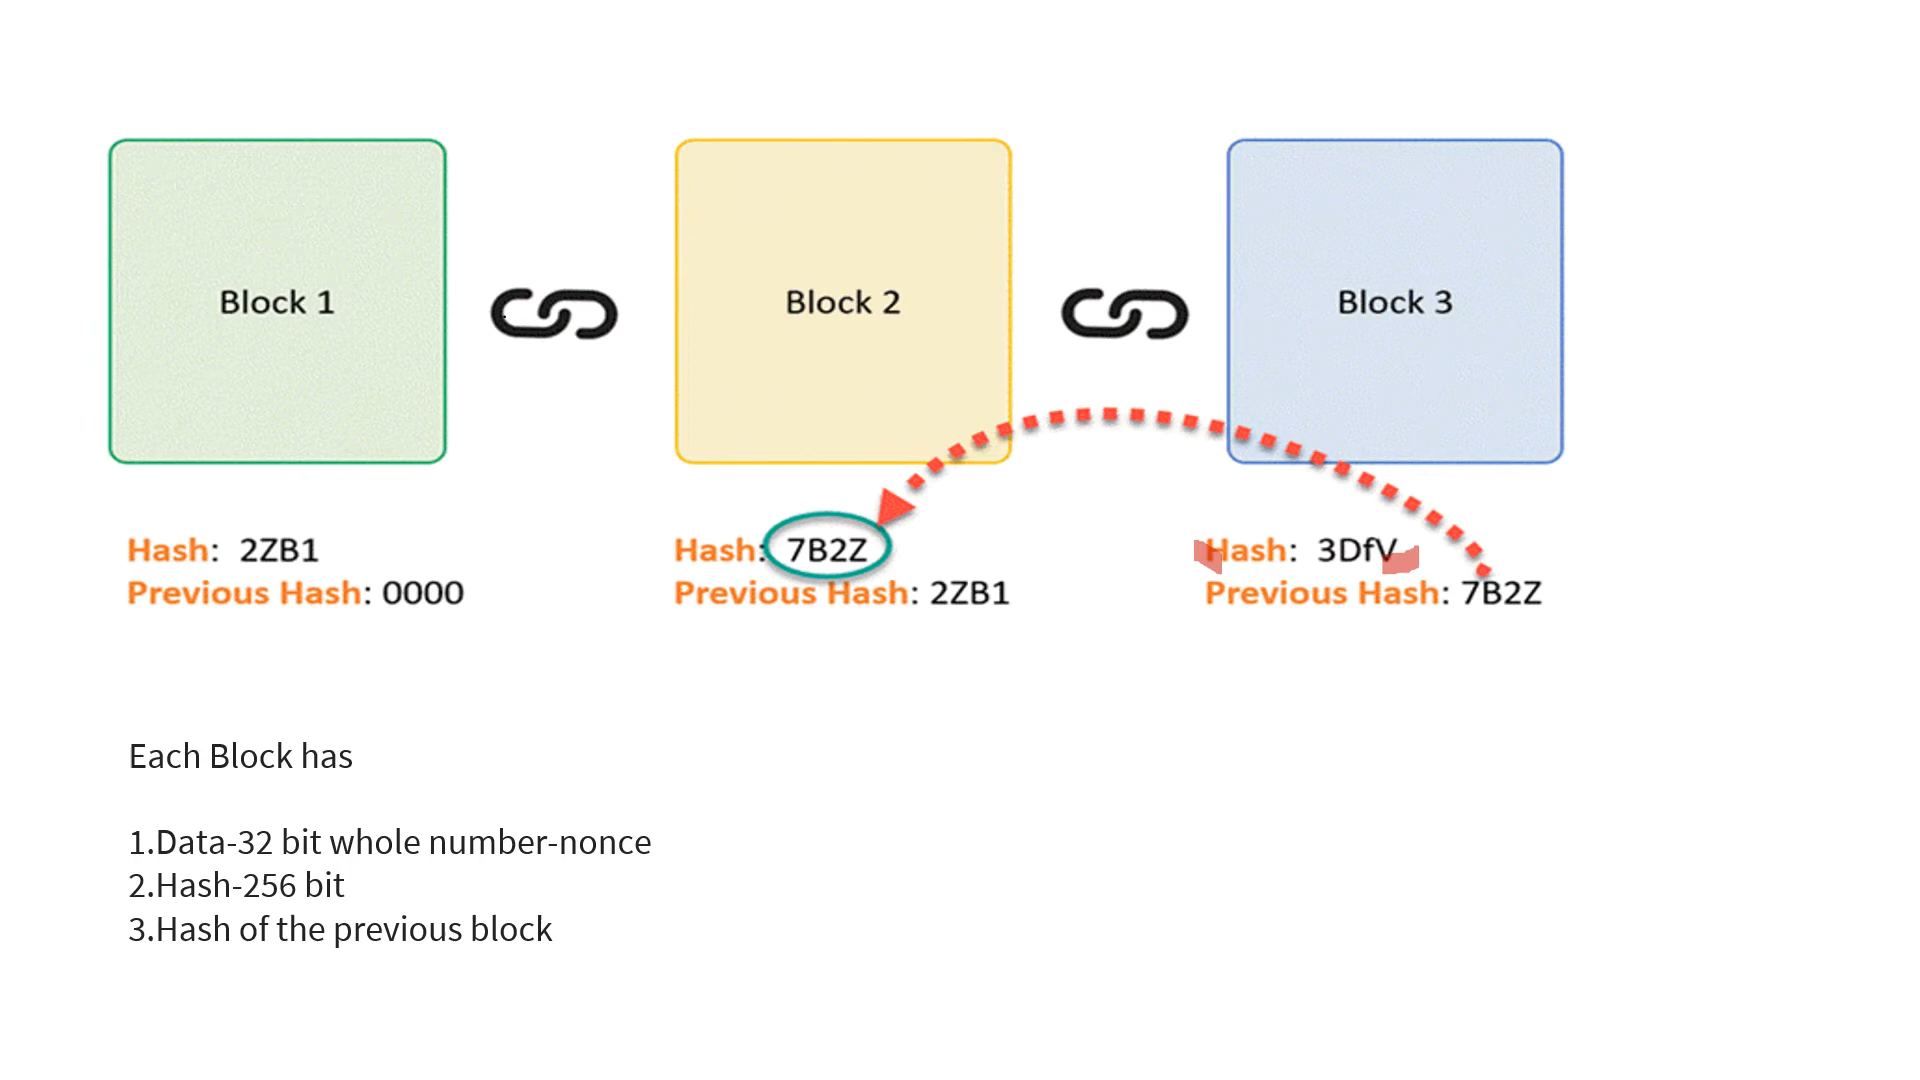 Block 1
Block 2
Block 3
Hash: 2ZB1
Previous Hash: 0000
Hash: 7B2Z
Previous Hash: 2ZB1
Hash: 3DfV
Previous Hash: 7B2Z
Each Block has
1.Data-32 bit whole number-nonce
2.Hash-256 bit
3.Hash of the previous block